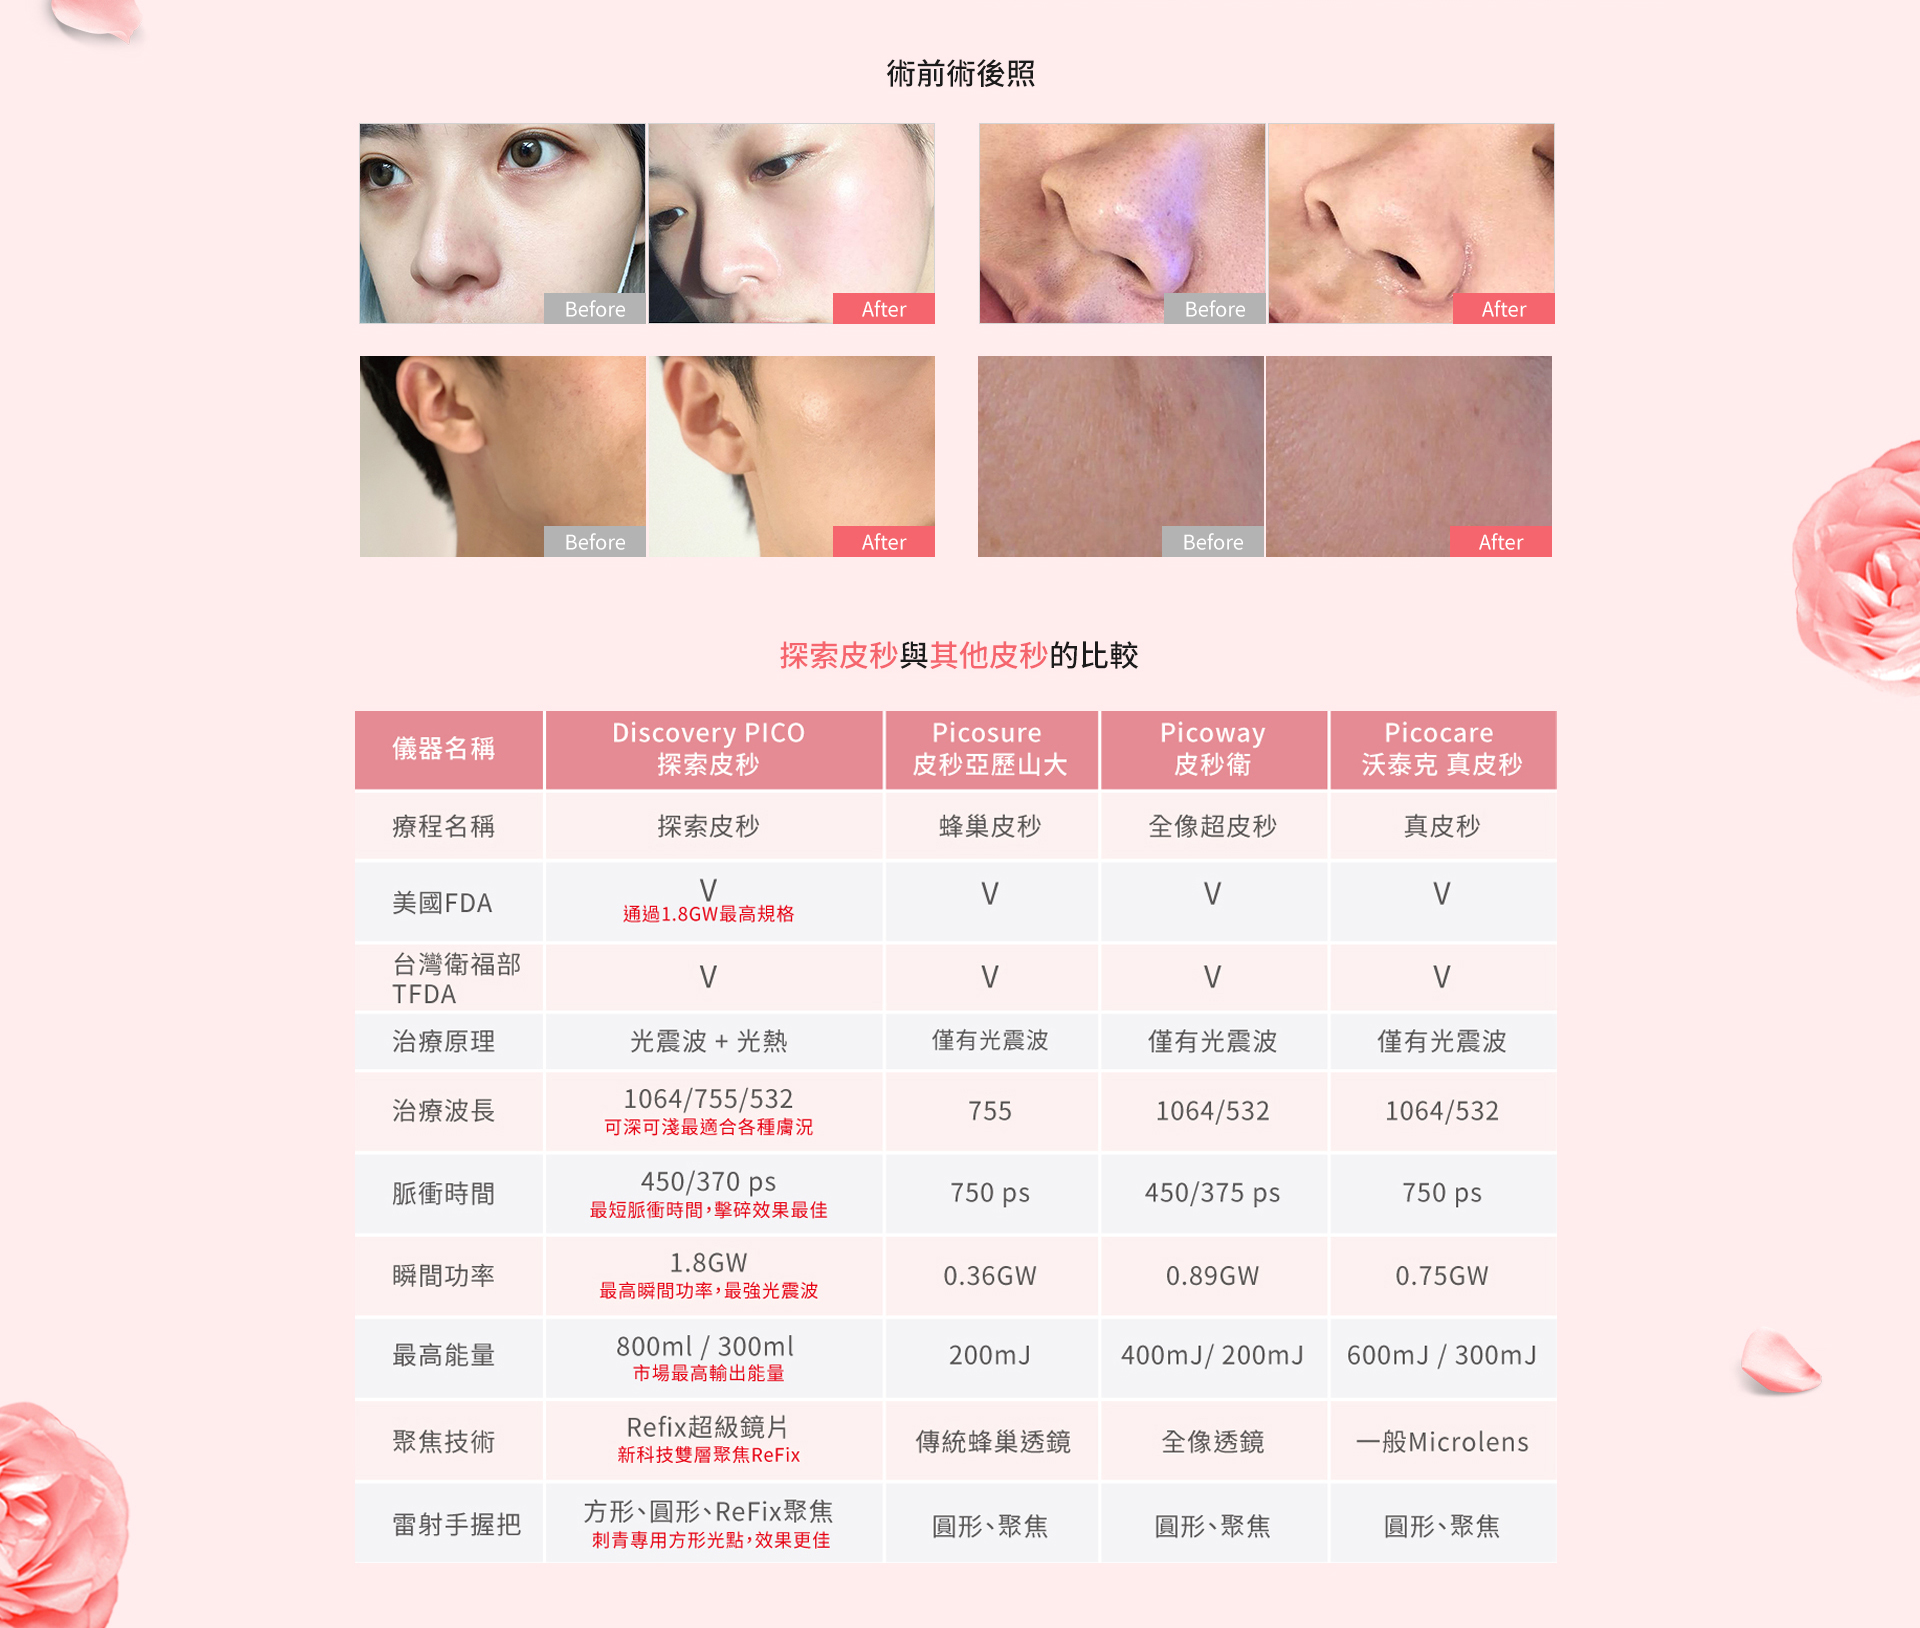 術前術後照
Before
After
Before
After
Before
After
Before
After
探索皮秒與其他皮秒的比較
儀器名稱
Discovery PICO
探索皮秒
Picosure
皮秒亞歷山大
Picoway
皮秒衛
Picocare
沃泰克 真皮秒
療程名稱
探索皮秒
蜂巢皮秒
全像超皮秒
真皮秒
美國FDA
V
通過1.8GW最高規格
V
V
V
台灣衛福部
TFDA
V
V
V
V
治療原理
光震波 + 光熱
僅有光震波
僅有光震波
僅有光震波
治療波長
1064/755/532
可深可淺最適合各種膚況
755
1064/532
1064/532
脈衝時間
450/370 ps
最短脈衝時間，擊碎效果最佳
750 ps
450/375 ps
750 ps
瞬間功率
1.8GW
最高瞬間功率，最強光震波
0.36GW
0.89GW
0.75GW
最高能量
800ml / 300ml
市場最高輸出能量
200mJ
400mJ/ 200mJ
600mJ / 300mJ
聚焦技術
Refix超級鏡片
新科技雙層聚焦ReFix
傳統蜂巢透鏡
全像透鏡
一般Microlens
雷射手握把
方形、圓形、ReFix聚焦
刺青專用方形光點，效果更佳
圓形、聚焦
圓形、聚焦
圓形、聚焦